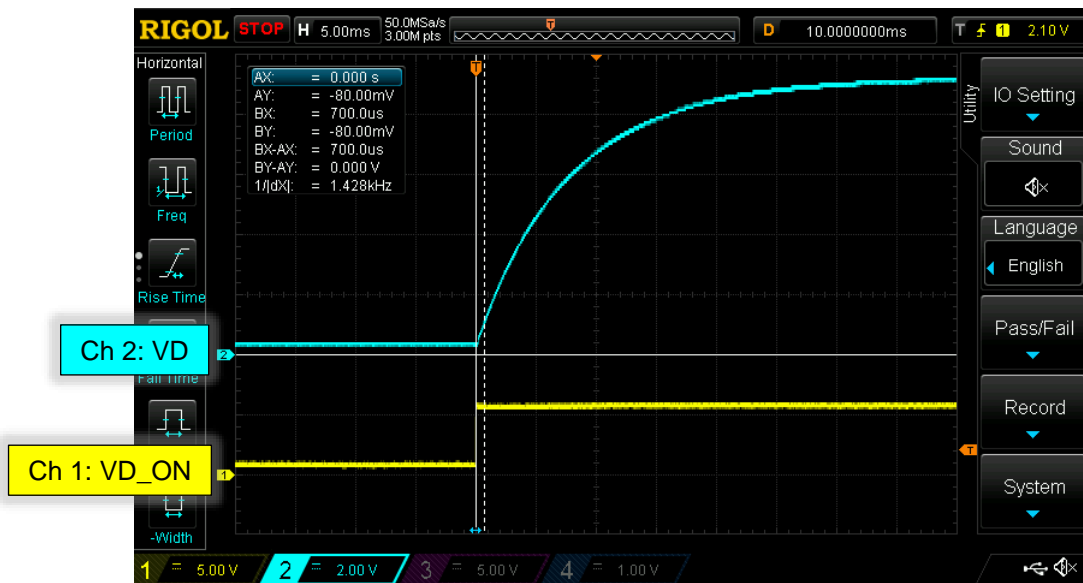 RIGOL STOP H 5.00ms 50.0MSa/s 3.00M pts T D 10.0000000ms T 1 2.10 V
Horizontal
Period
Freq
Rise Time
Fall Time
-Width
AX: = 0.000 s
AY: = -80.00mV
BX: = 700.0us
BY: = -80.00mV
BX-AX: = 700.0us
BY-AY: = 0.000 V
1/|dX|: = 1.428kHz
T
Ch 2: VD
2
Ch 1: VD_ON
1
T
Utility
IO Setting
Sound
Language
English
Pass/Fail
Record
System
1 5.00 V 2 2.00 V 3 5.00 V 4 1.00 V